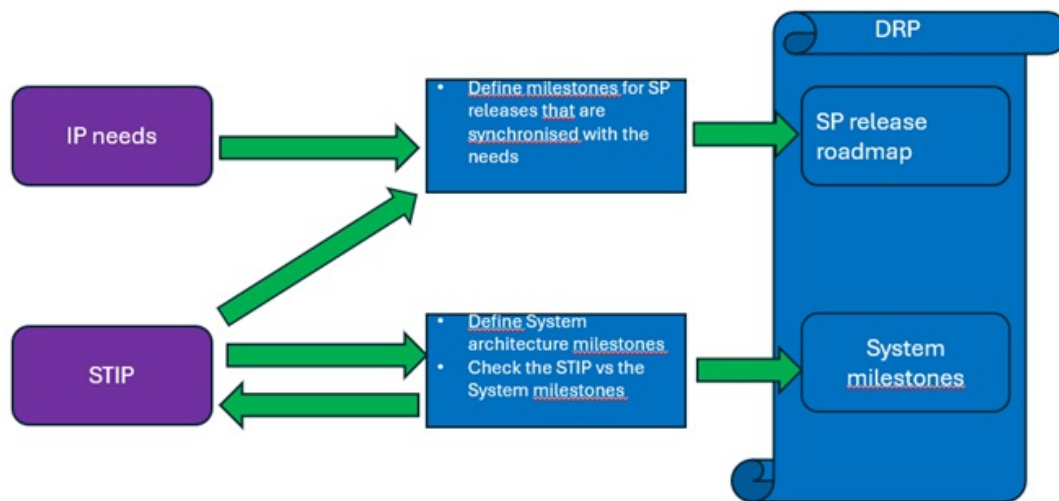 DRP
IP needs
• Define milestones for SP
releases that are
synchronised with the
needs
SP release
roadmap
STIP
• Define System
architecture milestones
• Check the STIP vs the
System milestones
System
milestones